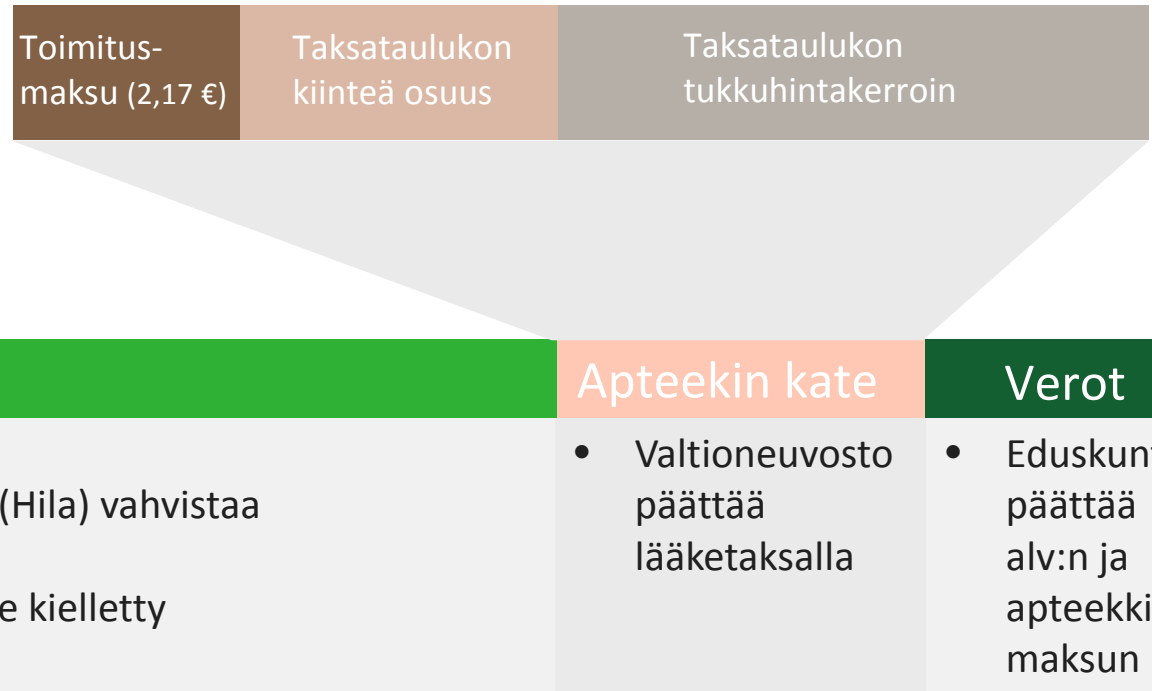 Toimitus-
maksu (2,17 €)
Taksataulukon
kiinteä osuus
Taksataulukon
tukkuhintakerroin
Apteekin kate
Verot
(Hila) vahvistaa
e kielletty
• Valtioneuvosto
päättää
lääketaksalla
• Eduskunt
päättää
alv:n ja
apteekki
maksun